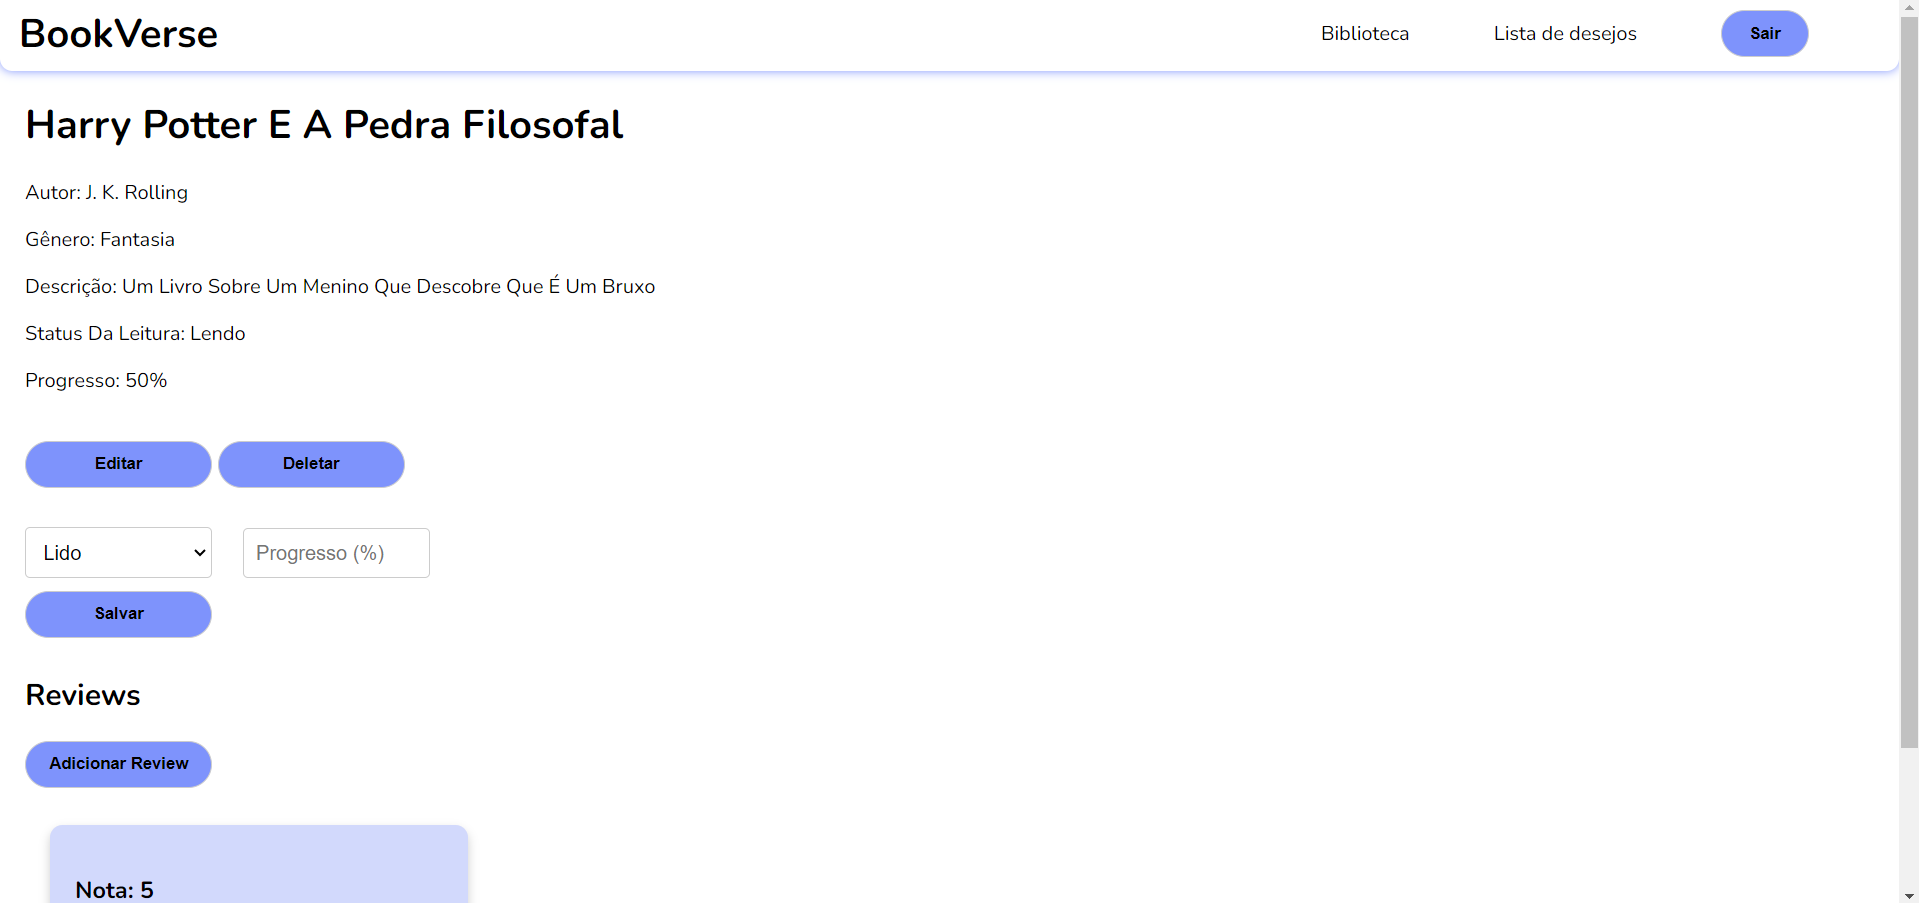 BookVerse
Biblioteca
Lista de desejos
Sair
Harry Potter E A Pedra Filosofal
Autor: J. K. Rolling
Gênero: Fantasia
Descrição: Um Livro Sobre Um Menino Que Descobre Que É Um Bruxo
Status Da Leitura: Lendo
Progresso: 50%
Editar
Deletar
Lido
Progresso (%)
Salvar
Reviews
Adicionar Review
Nota: 5